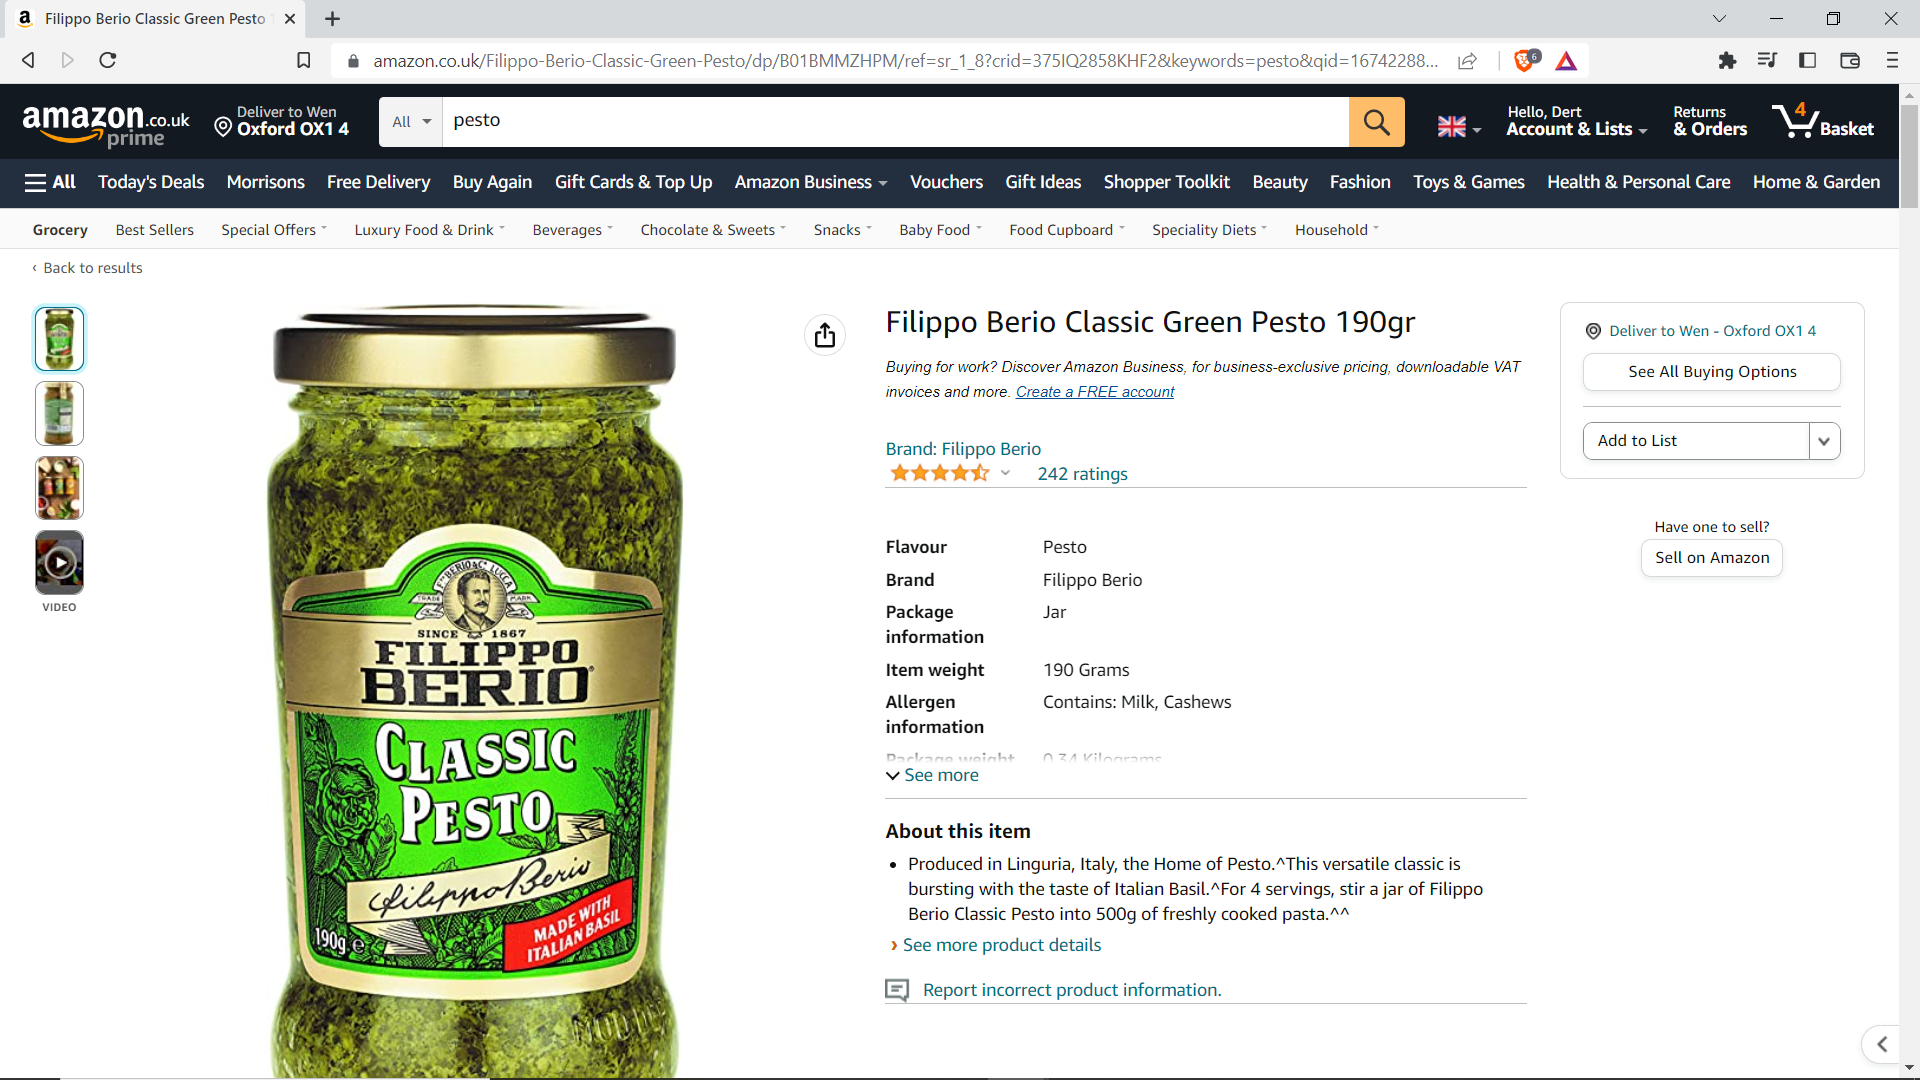 Filippo Berio Classic Green Pesto
amazon.co.uk/Filippo-Berio-Classic-Green-Pesto/dp/B01BMMZHPM/ref=sr_1_8?crid=375IQ2858KHF2&keywords=pesto&qid=16742288...
6
amazon.co.uk
prime
Deliver to Wen
Oxford OX1 4
All
pesto
Hello, Dert
Account & Lists
Returns
& Orders
4
Basket
All Today's Deals Morrisons Free Delivery Buy Again Gift Cards & Top Up Amazon Business Vouchers Gift Ideas Shopper Toolkit Beauty Fashion Toys & Games Health & Personal Care Home & Garden
Grocery Best Sellers Special Offers Luxury Food & Drink Beverages Chocolate & Sweets Snacks Baby Food Food Cupboard Speciality Diets Household
‹ Back to results
VIDEO
F. BERIO & C. LUCCA
TRADE MARK
SINCE 1867
FILIPPO
BERIO®
CLASSIC
PESTO
Filippo Berio
MADE WITH
ITALIAN BASIL
190g e
Filippo Berio Classic Green Pesto 190gr
Buying for work? Discover Amazon Business, for business-exclusive pricing, downloadable VAT
invoices and more. Create a FREE account
Brand: Filippo Berio
242 ratings
Flavour Pesto
Brand Filippo Berio
Package Jar
information
Item weight 190 Grams
Allergen Contains: Milk, Cashews
information
Package weight 0.34 Kilograms
See more
About this item
• Produced in Linguria, Italy, the Home of Pesto.^This versatile classic is
bursting with the taste of Italian Basil.^For 4 servings, stir a jar of Filippo
Berio Classic Pesto into 500g of freshly cooked pasta.^^
› See more product details
Report incorrect product information.
Deliver to Wen - Oxford OX1 4
See All Buying Options
Add to List
Have one to sell?
Sell on Amazon